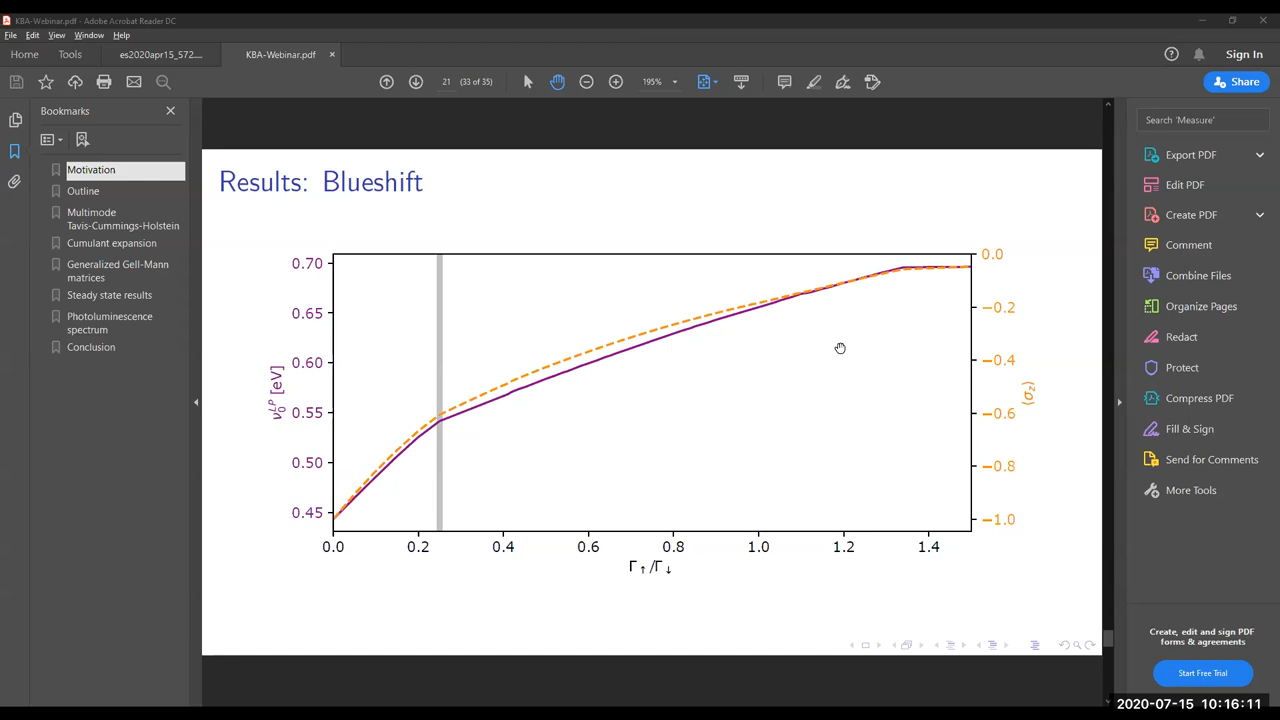 KBA-Webinar.pdf - Adobe Acrobat Reader DC
File Edit View Window Help
Home Tools es2020apr15_572.... KBA-Webinar.pdf × Sign In
21 (33 of 35) 195% Share
Bookmarks
Motivation
Outline
Multimode
Tavis-Cummings-Holstein
Cumulant expansion
Generalized Gell-Mann
matrices
Steady state results
Photoluminescence
spectrum
Conclusion
Results: Blueshift
0.70
0.65
0.60
0.55
0.50
0.45
ν₀ᴸᴾ [eV]
0.0
−0.2
−0.4
−0.6
−0.8
−1.0
⟨σz⟩
0.0 0.2 0.4 0.6 0.8 1.0 1.2 1.4
Γ↑/Γ↓
Search 'Measure'
Export PDF
Edit PDF
Create PDF
Comment
Combine Files
Organize Pages
Redact
Protect
Compress PDF
Fill & Sign
Send for Comments
More Tools
Create, edit and sign PDF
forms & agreements
Start Free Trial
2020-07-15 10:16:11